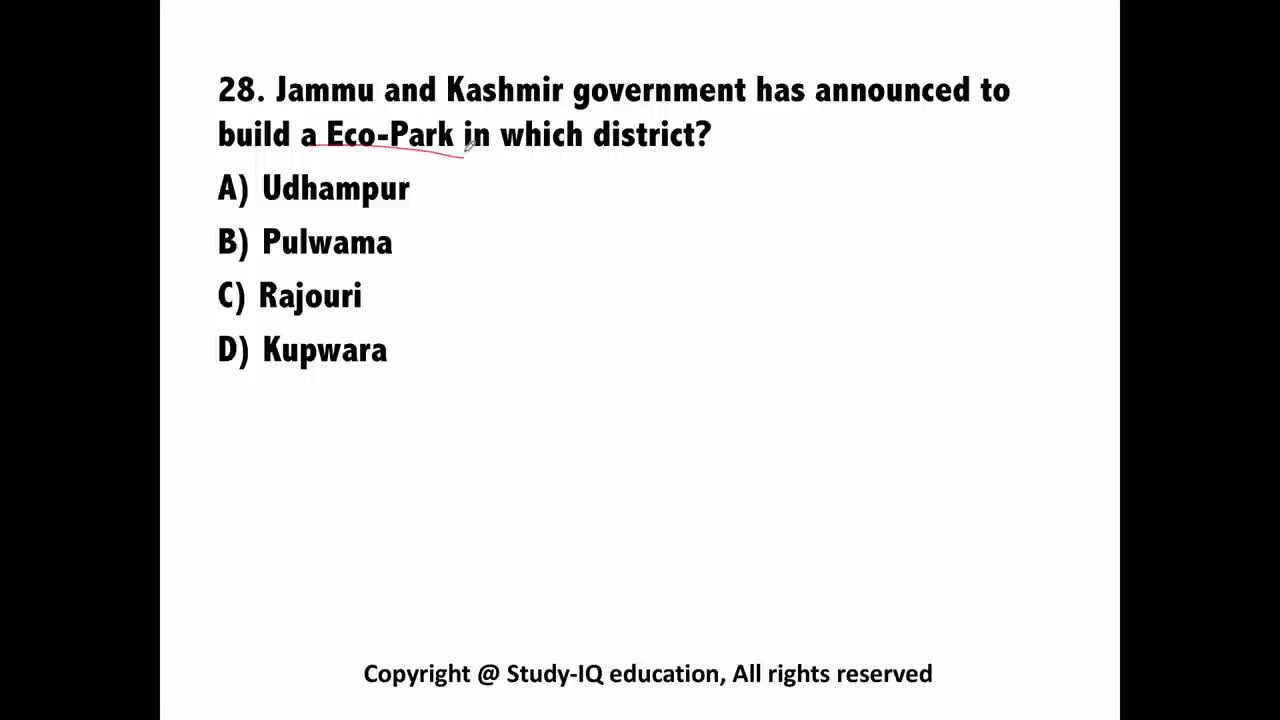 28. Jammu and Kashmir government has announced to
build a Eco-Park in which district?
A) Udhampur
B) Pulwama
C) Rajouri
D) Kupwara
Copyright @ Study-IQ education, All rights reserved